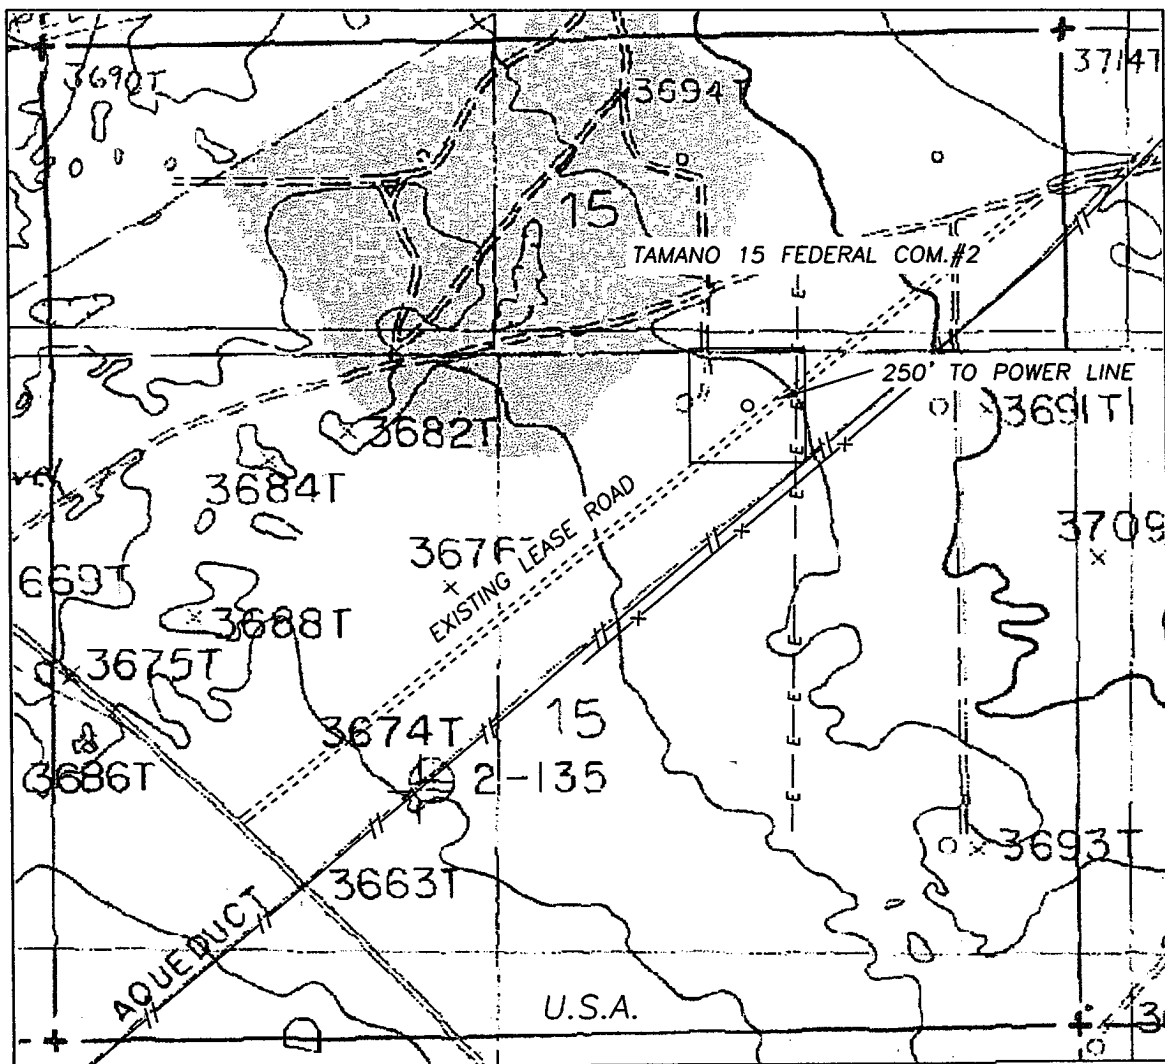 3690T
3714T
3694T
15
TAMANO 15 FEDERAL COM.#2
E
250' TO POWER LINE
3691T
3682T
E
E
3684T
EXISTING LEASE ROAD
3709
3676
669T
3688T
E
3675T
E
15
3674T
E
2-135
3686T
E
3693T
3663T
AQUEDUCT
U.S.A.